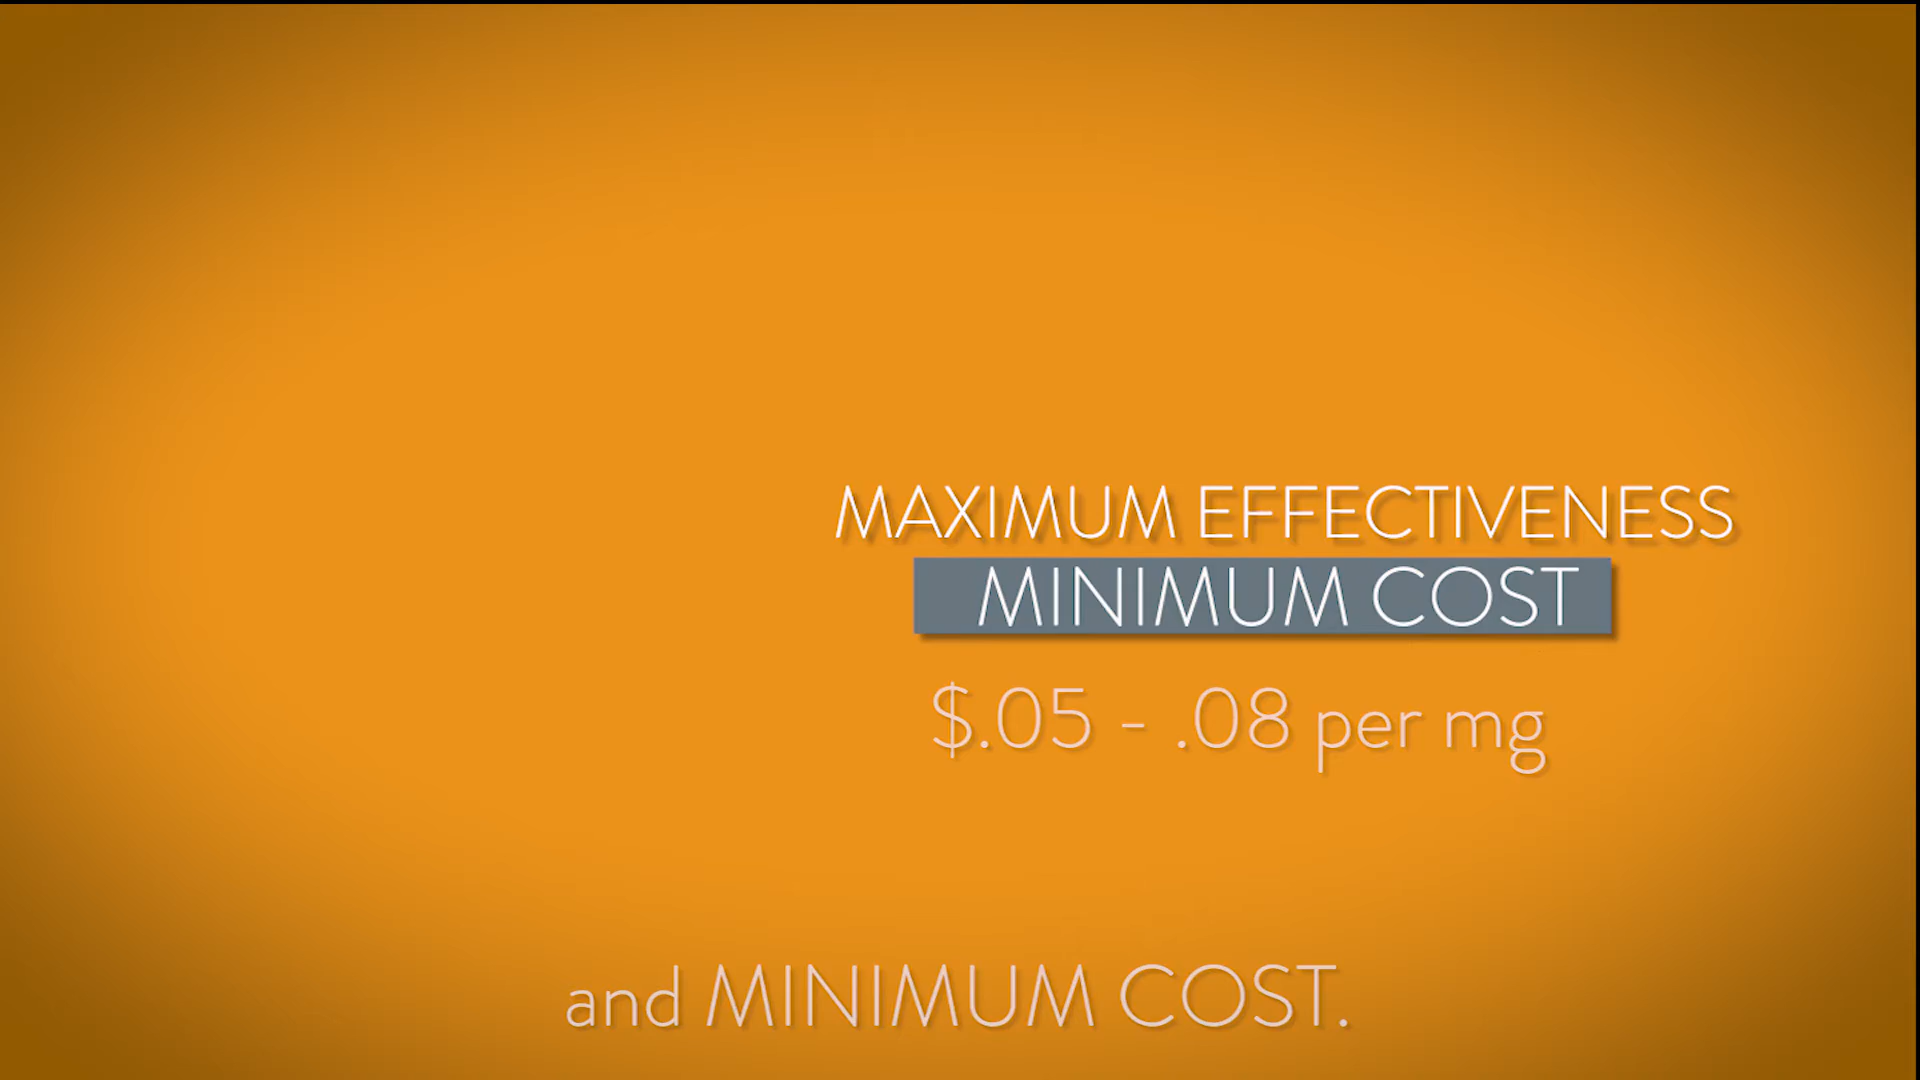 MAXIMUM EFFECTIVENESS
MINIMUM COST
$.05 - .08 per mg
and MINIMUM COST.